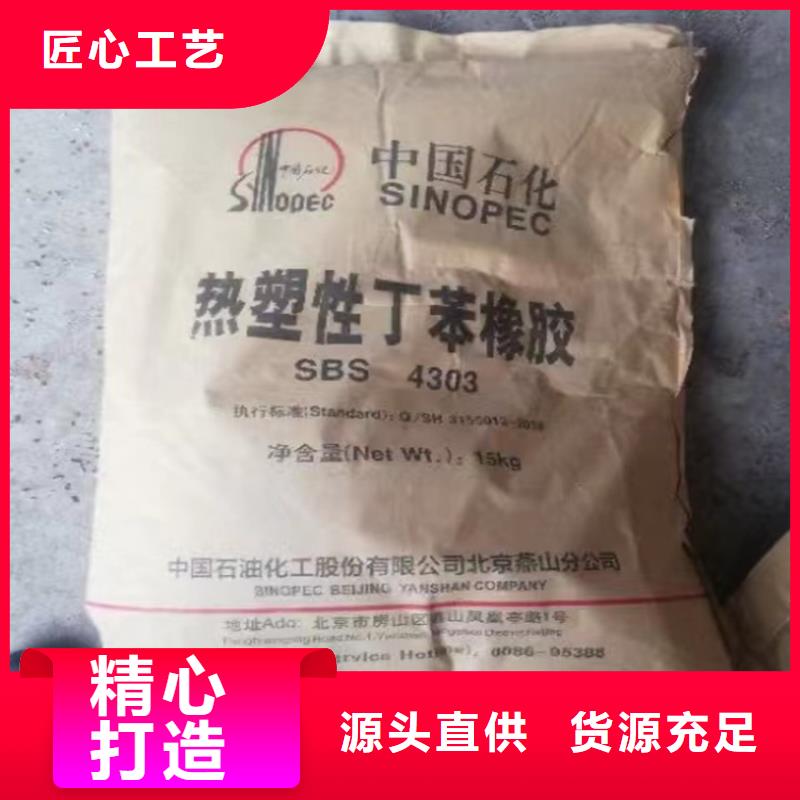 匠心工艺
中国石化
SINOPEC
中国石化
SINOPEC
热塑性丁苯橡胶
SBS 4303
执行标准(Standard): Q/SH
净含量(Net Wt.): 15kg
中国石油化工股份有限公司北京燕山分公司
SINOPEC BEIJING YANSHAN COMPANY
地址Add: 北京市房山区燕山凤凰亭路1号
0086-95388
精心
打造
源头直供 货源充足